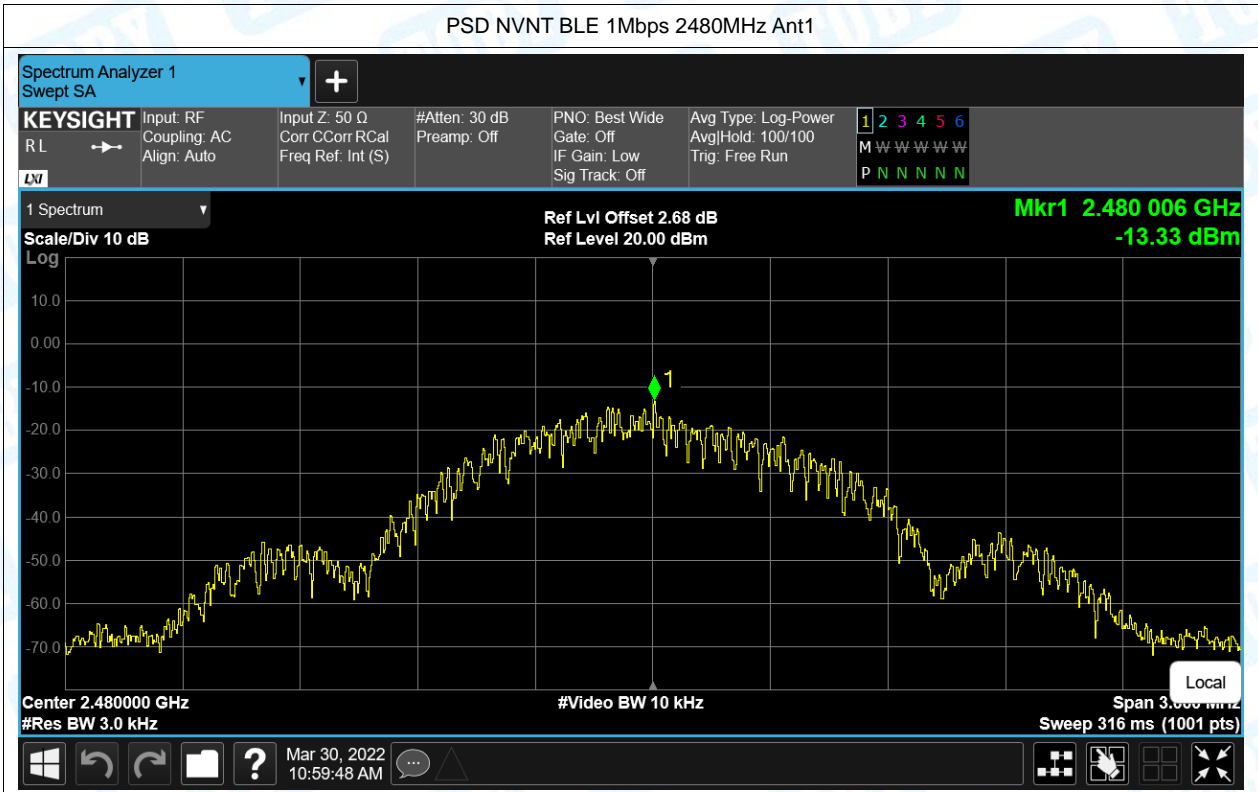 PSD NVNT BLE 1Mbps 2480MHz Ant1
Spectrum Analyzer 1
Swept SA
KEYSIGHT
R L
LXI
Input: RF
Coupling: AC
Align: Auto
Input Z: 50 Ω
Corr CCorr RCal
Freq Ref: Int (S)
#Atten: 30 dB
Preamp: Off
PNO: Best Wide
Gate: Off
IF Gain: Low
Sig Track: Off
Avg Type: Log-Power
Avg|Hold: 100/100
Trig: Free Run
1 2 3 4 5 6
M W W W W W
P N N N N N
1 Spectrum
Scale/Div 10 dB
Ref Lvl Offset 2.68 dB
Ref Level 20.00 dBm
Mkr1 2.480 006 GHz
-13.33 dBm
Log
10.0
0.00
-10.0
-20.0
-30.0
-40.0
-50.0
-60.0
-70.0
1
Local
Center 2.480000 GHz
#Video BW 10 kHz
Span 3.000 MHz
#Res BW 3.0 kHz
Sweep 316 ms (1001 pts)
?
Mar 30, 2022
10:59:48 AM